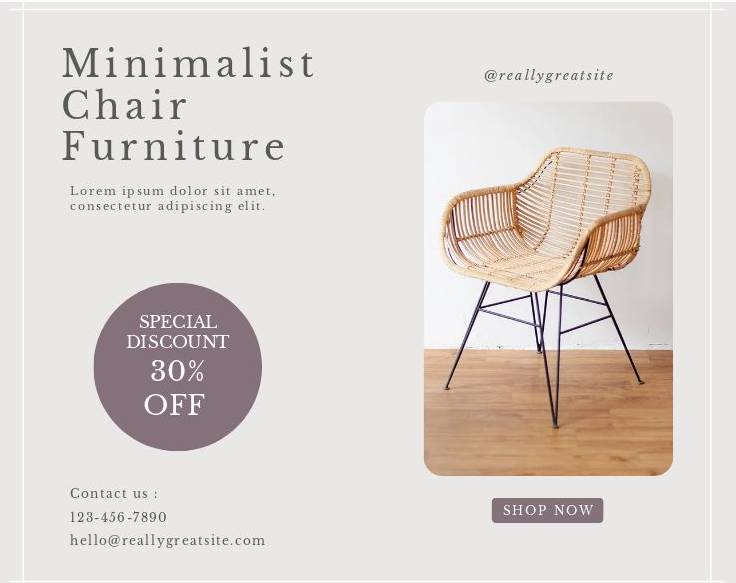 Minimalist
Chair
Furniture
Lorem ipsum dolor sit amet,
consectetur adipiscing elit.
SPECIAL
DISCOUNT
30%
OFF
Contact us :
123-456-7890
hello@reallygreatsite.com
@reallygreatsite
SHOP NOW